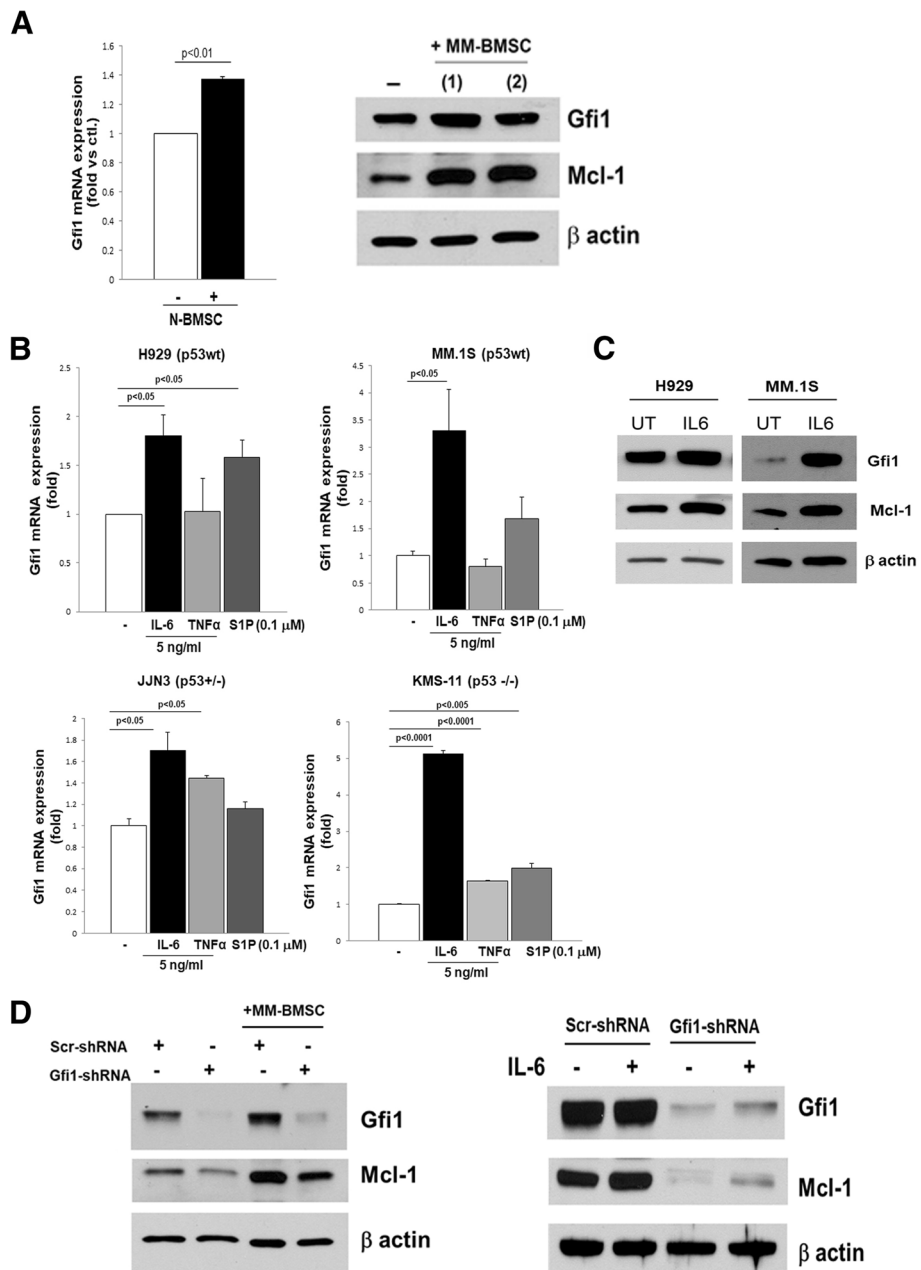 A
p<0.01
Gfi1 mRNA expression
(fold vs ctl.)
1.6
1.4
1.2
1
0.8
0.6
0.4
0.2
0
- +
N-BMSC
+ MM-BMSC
– (1) (2)
Gfi1
Mcl-1
β actin
B
H929 (p53wt)
p<0.05
p<0.05
Gfi1 mRNA expression
(fold)
2.5
2
1.5
1
0.5
0
- IL-6 TNFα S1P (0.1 μM)
5 ng/ml
MM.1S (p53wt)
p<0.05
Gfi1 mRNA expression
(fold)
4.5
4
3.5
3
2.5
2
1.5
1
0.5
0
- IL-6 TNFα S1P (0.1 μM)
5 ng/ml
JJN3 (p53+/-)
p<0.05
p<0.05
Gfi1 mRNA expression
(fold)
2
1.8
1.6
1.4
1.2
1
0.8
0.6
0.4
0.2
0
- IL-6 TNFα S1P (0.1 μM)
5 ng/ml
KMS-11 (p53 -/-)
p<0.005
p<0.0001
p<0.0001
Gfi1 mRNA expression
(fold)
6
5
4
3
2
1
0
- IL-6 TNFα S1P (0.1 μM)
5 ng/ml
C
H929 MM.1S
UT IL6 UT IL6
Gfi1
Mcl-1
β actin
D
+MM-BMSC
Scr-shRNA + - + -
Gfi1-shRNA - + - +
Gfi1
Mcl-1
β actin
Scr-shRNA Gfi1-shRNA
IL-6 - + - +
Gfi1
Mcl-1
β actin